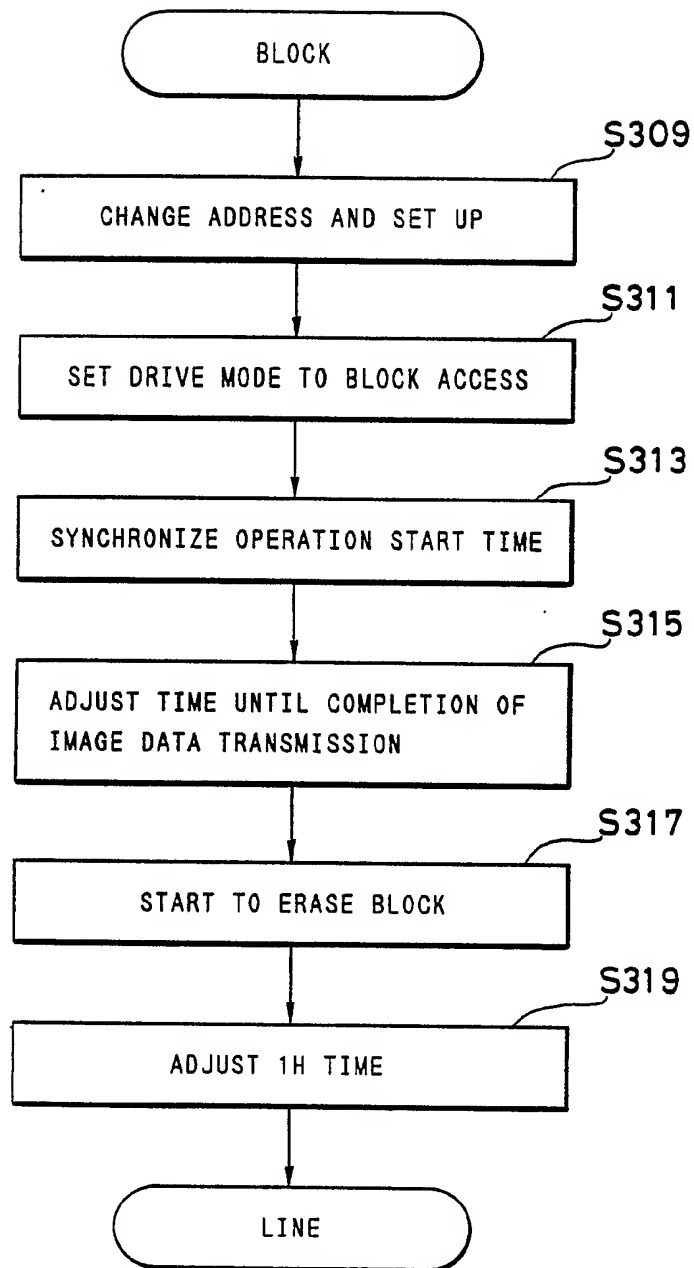 BLOCK
S309
CHANGE ADDRESS AND SET UP
S311
SET DRIVE MODE TO BLOCK ACCESS
S313
SYNCHRONIZE OPERATION START TIME
S315
ADJUST TIME UNTIL COMPLETION OF
IMAGE DATA TRANSMISSION
S317
START TO ERASE BLOCK
S319
ADJUST 1H TIME
LINE